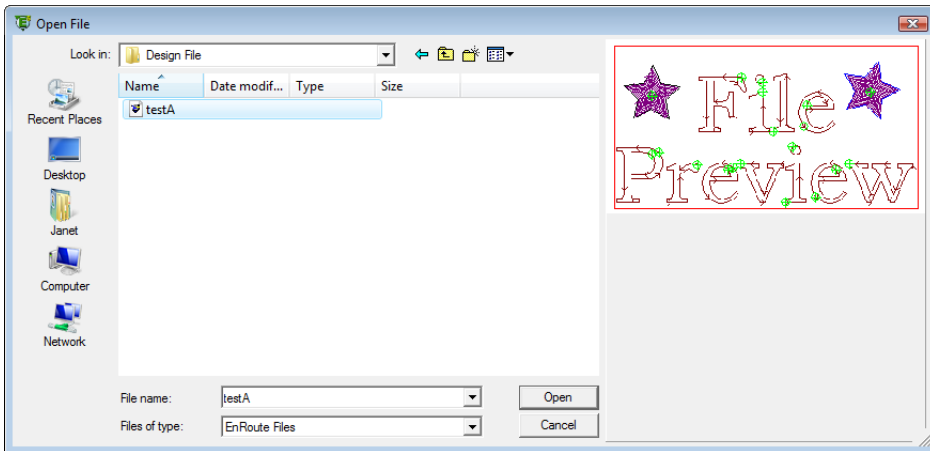 Open File
Look in: Design File
Name Date modif... Type Size
testA
Recent Places
Desktop
Janet
Computer
Network
File name: testA Open
Files of type: EnRoute Files Cancel
File
Preview